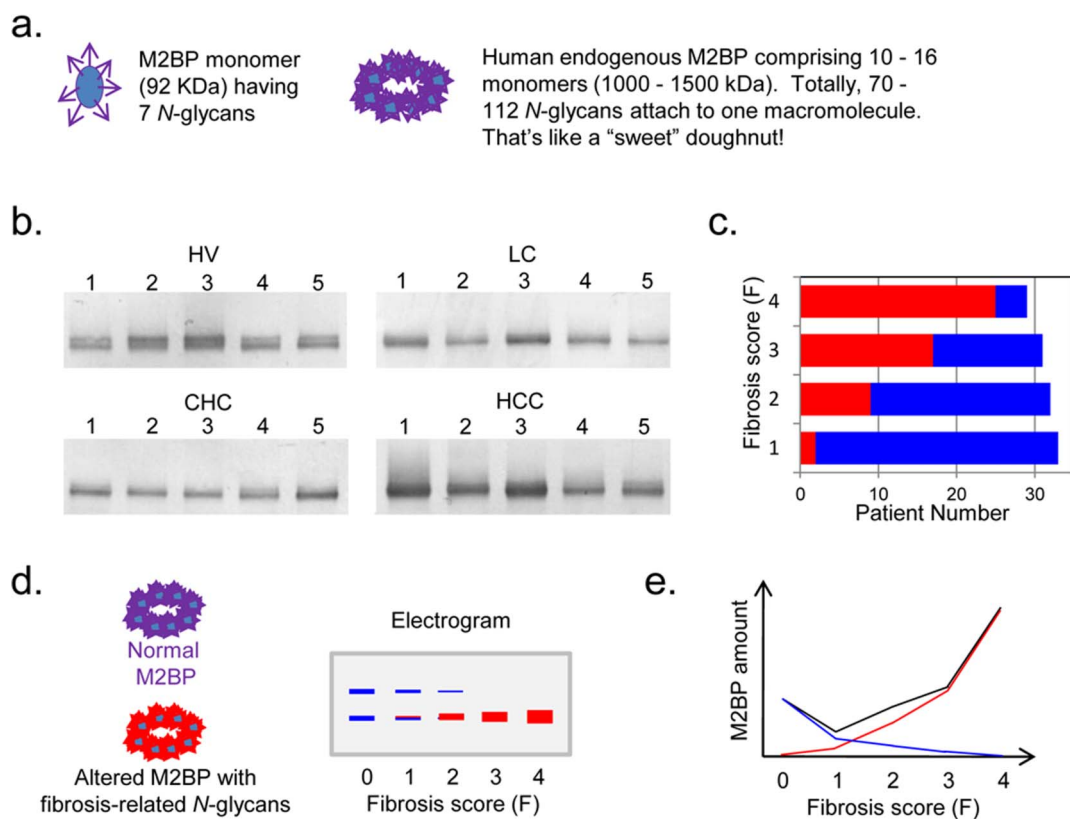 a.
M2BP monomer
(92 KDa) having
7 N-glycans
Human endogenous M2BP comprising 10 - 16
monomers (1000 - 1500 kDa). Totally, 70 -
112 N-glycans attach to one macromolecule.
That's like a “sweet” doughnut!
b.
HV
1 2 3 4 5
LC
1 2 3 4 5
CHC
1 2 3 4 5
HCC
1 2 3 4 5
c.
Fibrosis score (F)
4
3
2
1
0 10 20 30
Patient Number
d.
Normal
M2BP
Altered M2BP with
fibrosis-related N-glycans
Electrogram
0 1 2 3 4
Fibrosis score (F)
e.
M2BP amount
0 1 2 3 4
Fibrosis score (F)